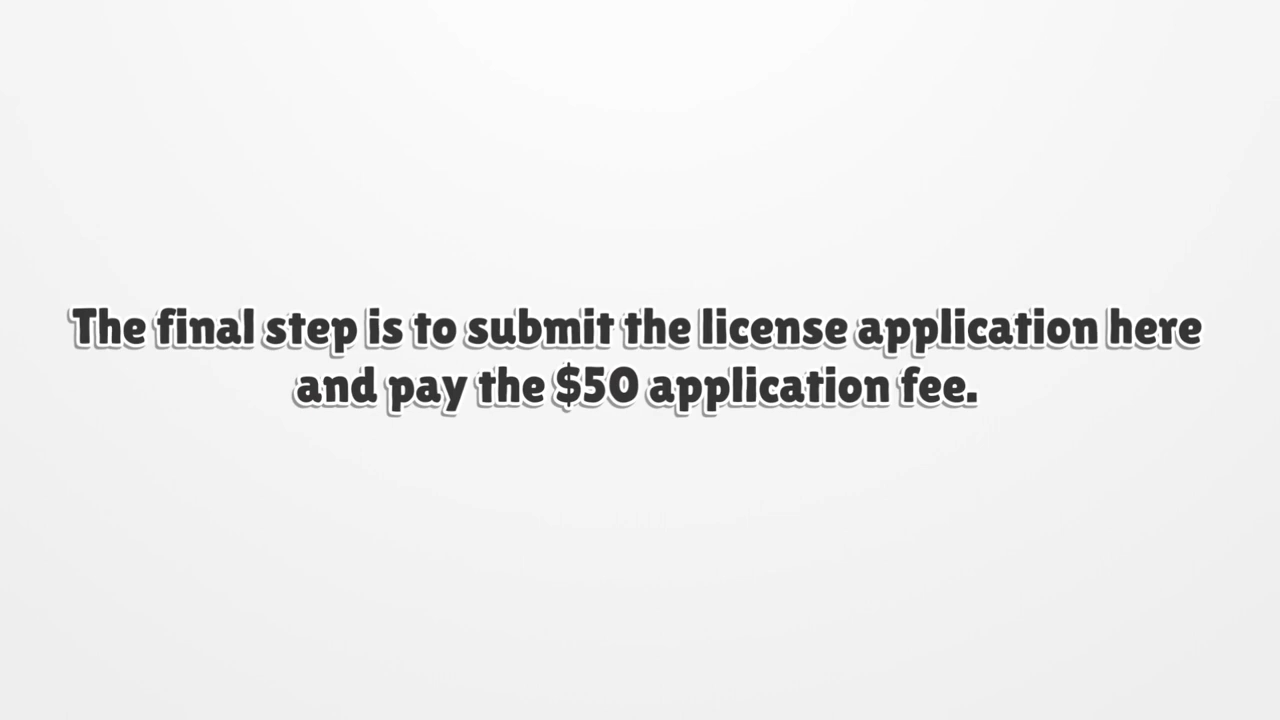 The final step is to submit the license application here
and pay the $50 application fee.